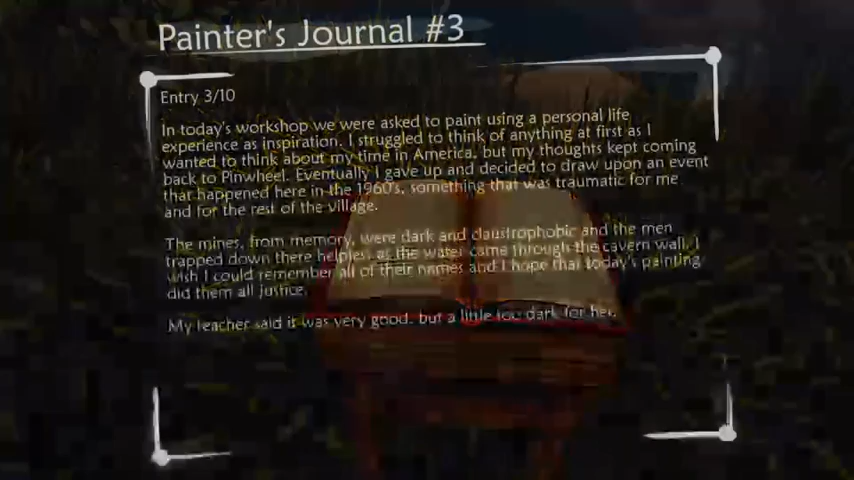 Painter's Journal #3
Entry 3/10
In today's workshop we were asked to paint using a personal life
experience as inspiration. I struggled to think of anything at first as I
wanted to think about my time in America, but my thoughts kept coming
back to Pinwheel. Eventually I gave up and decided to draw upon an event
that happened here in the 1960's, something that was traumatic for me
and for the rest of the village.
The mines, from memory, were dark and claustrophobic and the men
trapped down there helpless as the water came through the cavern wall. I
wish I could remember all of their names and I hope that today's painting
did them all justice.
My teacher said it was very good, but a little too dark for her.